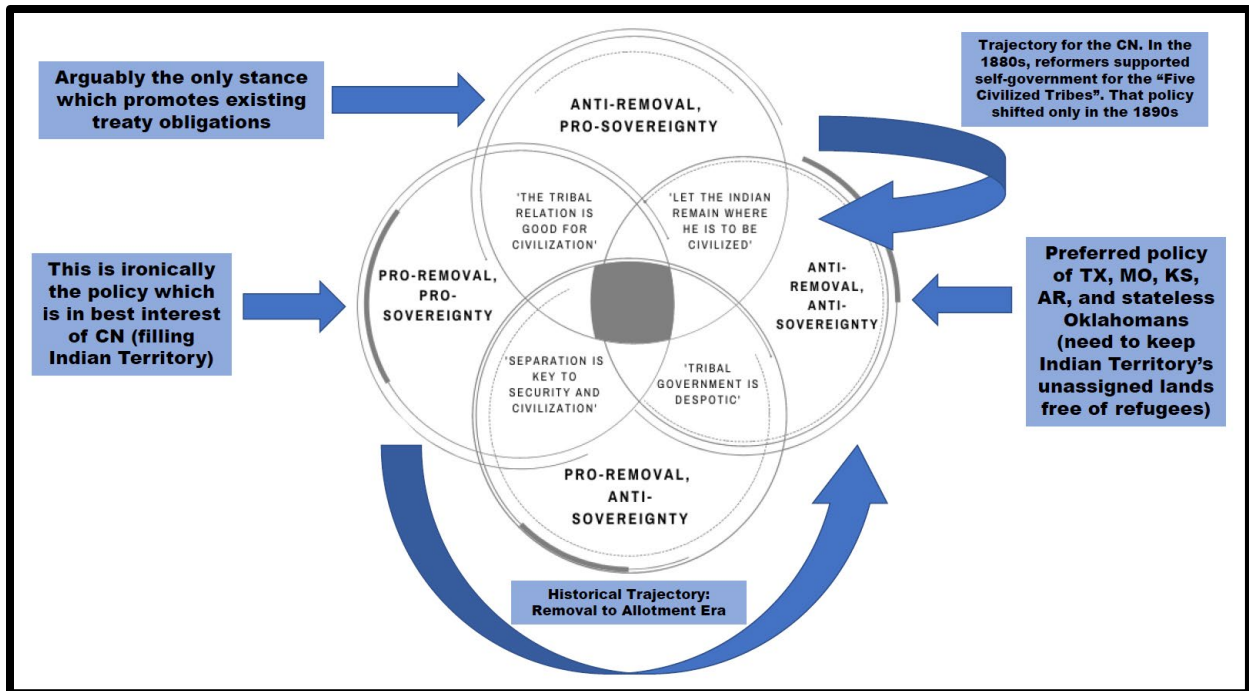 Arguably the only stance
which promotes existing
treaty obligations
ANTI-REMOVAL,
PRO-SOVEREIGNTY
Trajectory for the CN. In the
1880s, reformers supported
self-government for the “Five
Civilized Tribes”. That policy
shifted only in the 1890s
'THE TRIBAL
RELATION IS
GOOD FOR
CIVILIZATION'
'LET THE INDIAN
REMAIN WHERE
HE IS TO BE
CIVILIZED'
This is ironically
the policy which
is in best interest
of CN (filling
Indian Territory)
PRO-REMOVAL,
PRO-
SOVEREIGNTY
ANTI-
REMOVAL,
ANTI-
SOVEREIGNTY
Preferred policy
of TX, MO, KS,
AR, and stateless
Oklahomans
(need to keep
Indian Territory’s
unassigned lands
free of refugees)
'SEPARATION IS
KEY TO
SECURITY AND
CIVILIZATION'
'TRIBAL
GOVERNMENT IS
DESPOTIC'
PRO-REMOVAL,
ANTI-
SOVEREIGNTY
Historical Trajectory:
Removal to Allotment Era